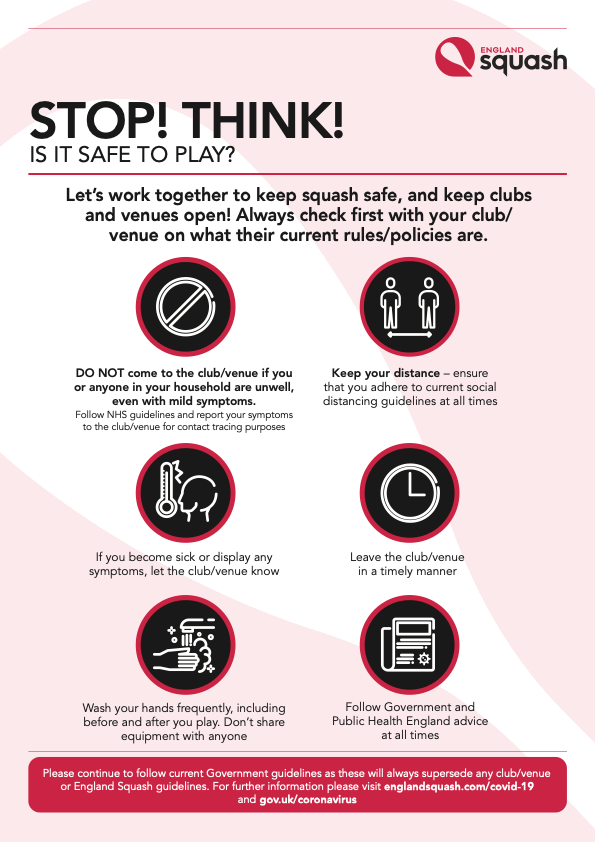 ENGLAND
squash
STOP! THINK!
IS IT SAFE TO PLAY?
Let's work together to keep squash safe, and keep clubs
and venues open! Always check first with your club/
venue on what their current rules/policies are.
DO NOT come to the club/venue if you
or anyone in your household are unwell,
even with mild symptoms.
Follow NHS guidelines and report your symptoms
to the club/venue for contact tracing purposes
Keep your distance – ensure
that you adhere to current social
distancing guidelines at all times
If you become sick or display any
symptoms, let the club/venue know
Leave the club/venue
in a timely manner
Wash your hands frequently, including
before and after you play. Don't share
equipment with anyone
Follow Government and
Public Health England advice
at all times
Please continue to follow current Government guidelines as these will always supersede any club/venue
or England Squash guidelines. For further information please visit englandsquash.com/covid-19
and gov.uk/coronavirus